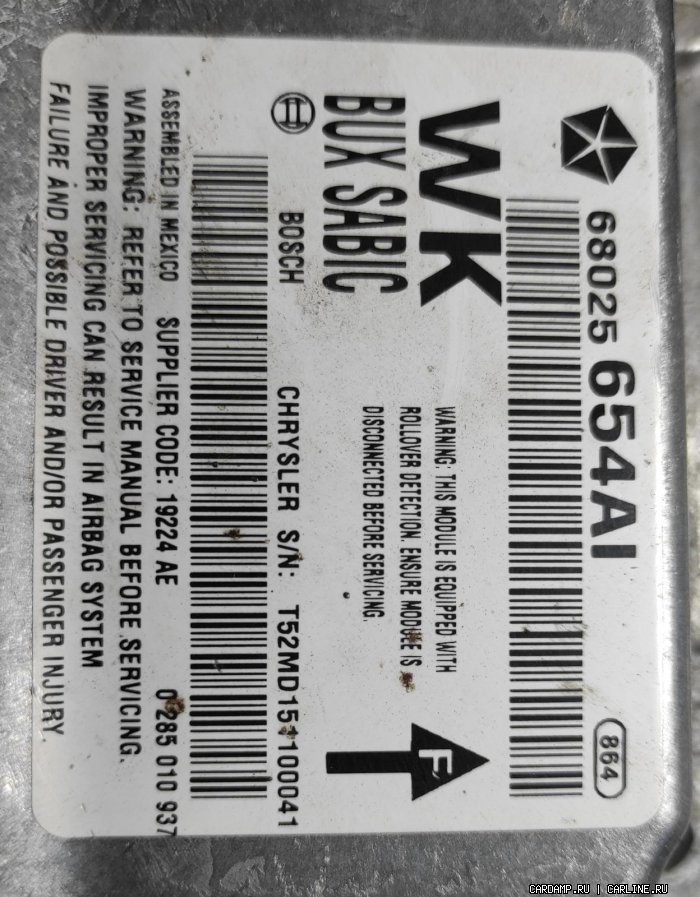 68025 654AI
864
WK
BUX SABIC
WARNING: THIS MODULE IS EQUIPPED WITH
ROLLOVER DETECTION. ENSURE MODULE IS
DISCONNECTED BEFORE SERVICING.
F
BOSCH CHRYSLER S/N: T52MD151100041
ASSEMBLED IN MEXICO SUPPLIER CODE: 19224 AE 0 285 010 937
WARNING: REFER TO SERVICE MANUAL BEFORE SERVICING.
IMPROPER SERVICING CAN RESULT IN AIRBAG SYSTEM
FAILURE AND POSSIBLE DRIVER AND/OR PASSENGER INJURY.
CARDAMP.RU | CARLINE.RU